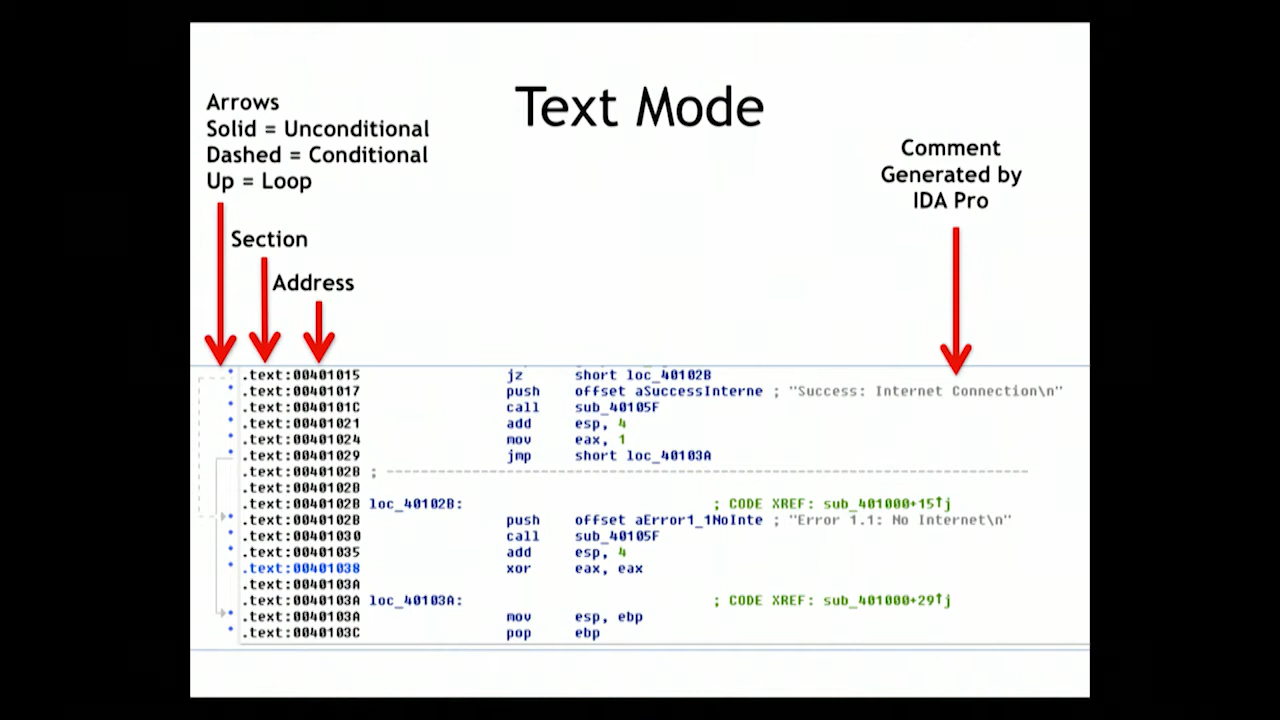 Text Mode
Arrows
Solid = Unconditional
Dashed = Conditional
Up = Loop
Section
Address
Comment
Generated by
IDA Pro
.text:00401015 jz short loc_40102B
.text:00401017 push offset aSuccessInterne ; "Success: Internet Connection\n"
.text:0040101C call sub_40105F
.text:00401021 add esp, 4
.text:00401024 mov eax, 1
.text:00401029 jmp short loc_40103A
.text:0040102B ; ---------------------------------------------------------------------------
.text:0040102B
.text:0040102B loc_40102B: ; CODE XREF: sub_401000+15↑j
.text:0040102B push offset aError1_1NoInte ; "Error 1.1: No Internet\n"
.text:00401030 call sub_40105F
.text:00401035 add esp, 4
.text:00401038 xor eax, eax
.text:0040103A
.text:0040103A loc_40103A: ; CODE XREF: sub_401000+29↑j
.text:0040103A mov esp, ebp
.text:0040103C pop ebp